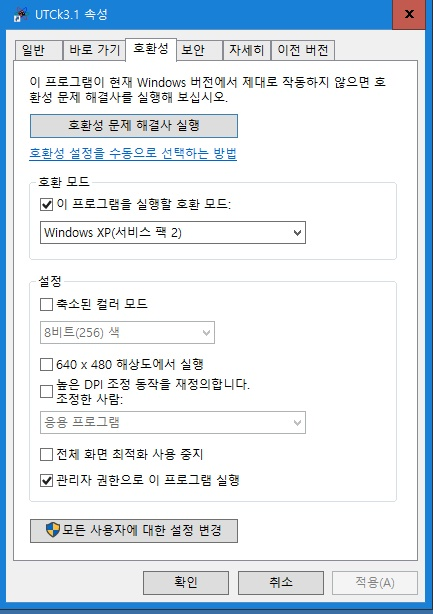 UTCk3.1 속성
일반
바로 가기
호환성
보안
자세히
이전 버전
이 프로그램이 현재 Windows 버전에서 제대로 작동하지 않으면 호
환성 문제 해결사를 실행해 보십시오.
호환성 문제 해결사 실행
호환성 설정을 수동으로 선택하는 방법
호환 모드
이 프로그램을 실행할 호환 모드:
Windows XP(서비스 팩 2)
설정
축소된 컬러 모드
8비트(256) 색
640 x 480 해상도에서 실행
높은 DPI 조정 동작을 재정의합니다.
조정한 사람:
응용 프로그램
전체 화면 최적화 사용 중지
관리자 권한으로 이 프로그램 실행
모든 사용자에 대한 설정 변경
확인
취소
적용(A)